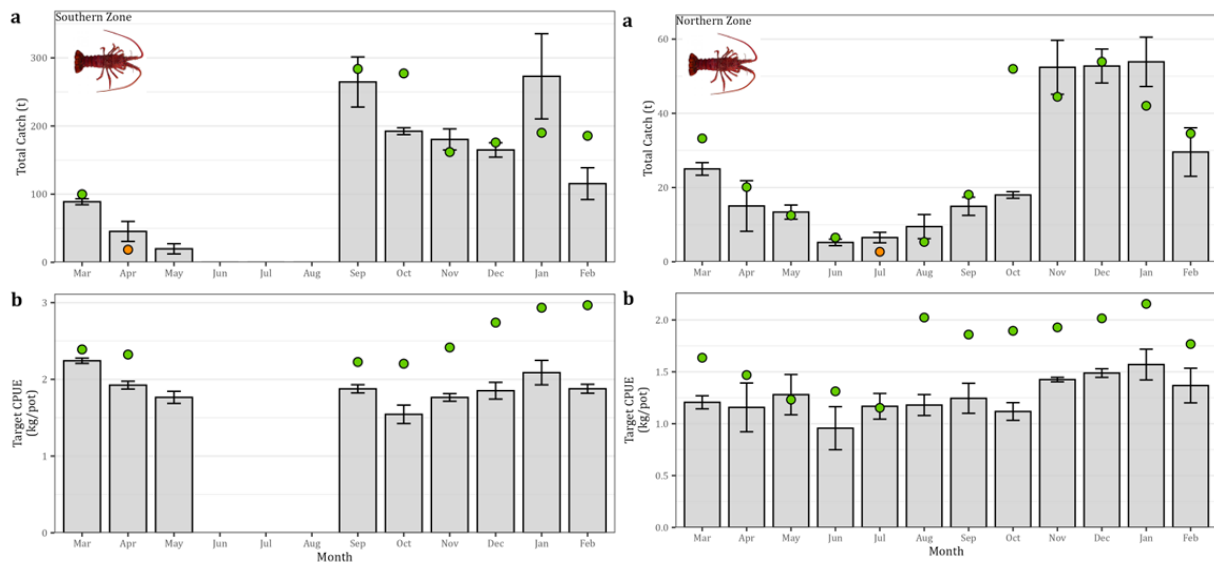 a
Southern Zone
Total Catch (t)
300
200
100
0
Mar Apr May Jun Jul Aug Sep Oct Nov Dec Jan Feb
b
Target CPUE
(kg/pot)
3
2
1
0
Mar Apr May Jun Jul Aug Sep Oct Nov Dec Jan Feb
Month
a
Northern Zone
Total Catch (t)
60
40
20
0
Mar Apr May Jun Jul Aug Sep Oct Nov Dec Jan Feb
b
Target CPUE
(kg/pot)
2.0
1.5
1.0
0.5
0.0
Mar Apr May Jun Jul Aug Sep Oct Nov Dec Jan Feb
Month